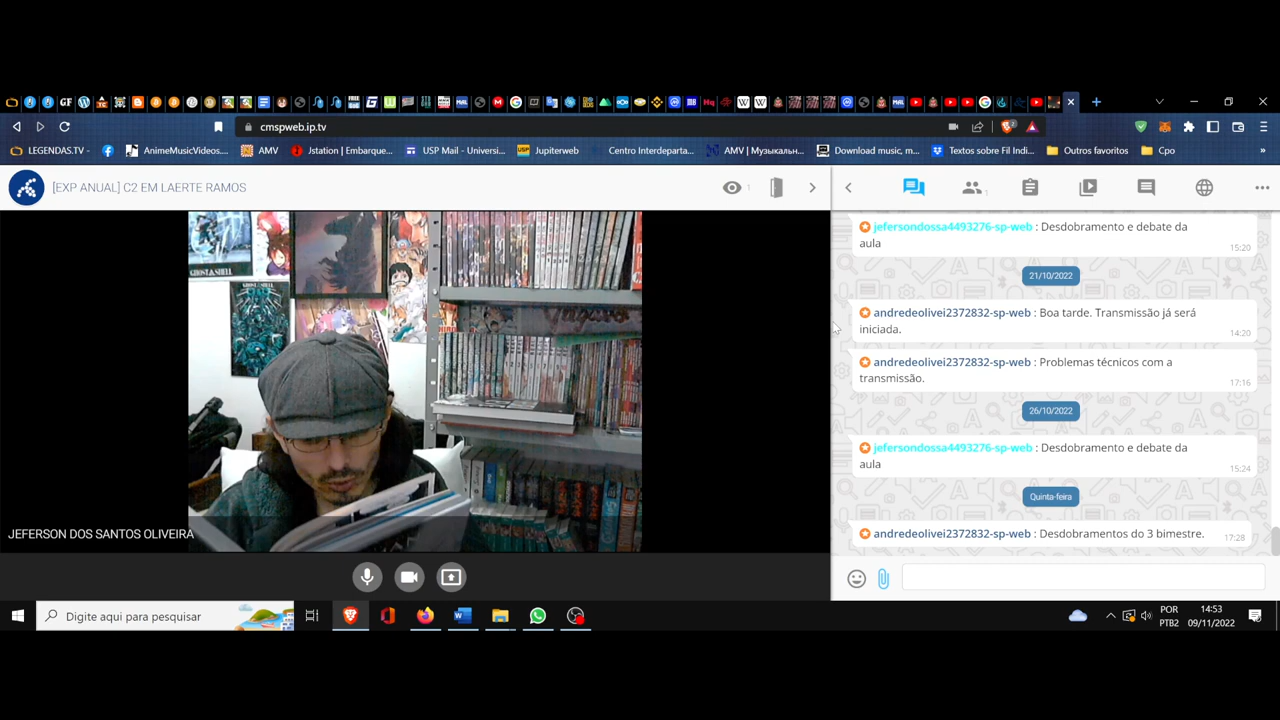 cmspweb.ip.tv
2
LEGENDAS.TV -
AnimeMusicVideos...
AMV
Jstation | Embarque...
USP Mail - Universi...
Jupiterweb
Centro Interdeparta...
AMV | Музыкальн...
Download music, m...
Textos sobre Fil Indi...
Outros favoritos
Cpo
»
[EXP ANUAL] C2 EM LAERTE RAMOS
1
1
jefersondossa4493276-sp-web : Desdobramento e debate da
aula
15:20
21/10/2022
andredeolivei2372832-sp-web : Boa tarde. Transmissão já será
iniciada.
14:20
andredeolivei2372832-sp-web : Problemas técnicos com a
transmissão.
17:16
26/10/2022
jefersondossa4493276-sp-web : Desdobramento e debate da
aula
15:24
Quinta-feira
andredeolivei2372832-sp-web : Desdobramentos do 3 bimestre.
17:28
JEFERSON DOS SANTOS OLIVEIRA
Digite aqui para pesquisar
POR
PTB2
14:53
09/11/2022